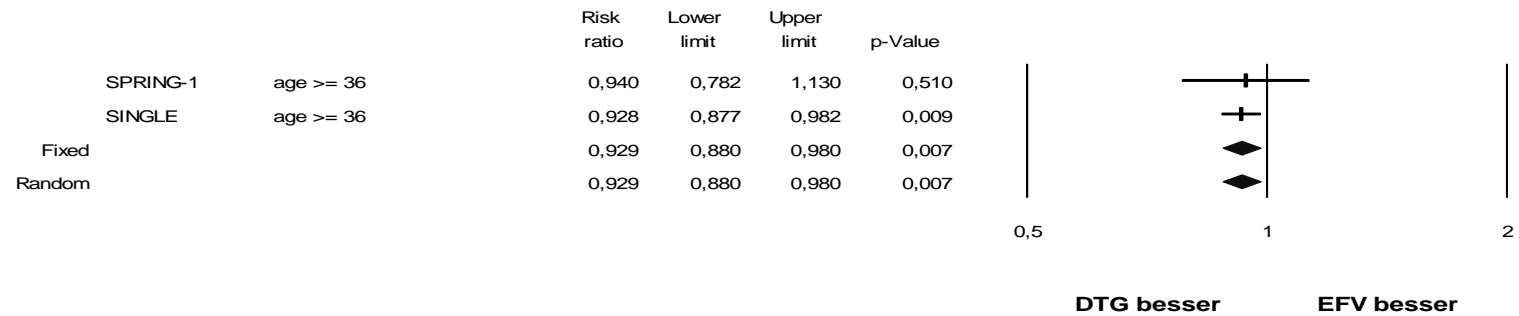 Risk Lower Upper
ratio limit limit p-Value
SPRING-1 age >= 36 0,940 0,782 1,130 0,510
SINGLE age >= 36 0,928 0,877 0,982 0,009
Fixed 0,929 0,880 0,980 0,007
Random 0,929 0,880 0,980 0,007
0,5 1 2
DTG besser EFV besser